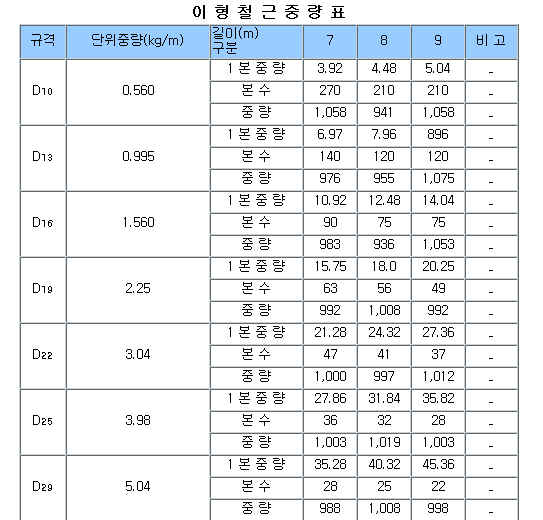 이 형 철 근 중 량 표
규격 단위중량(kg/m) 길이(m) 구분 7 8 9 비 고
1 본 중 량 3.92 4.48 5.04 -
D10 0.560 본 수 270 210 210 -
중 량 1,058 941 1,058 -
1 본 중 량 6.97 7.96 896 -
D13 0.995 본 수 140 120 120 -
중 량 976 955 1,075 -
1 본 중 량 10.92 12.48 14.04 -
D16 1.560 본 수 90 75 75 -
중 량 983 936 1,053 -
1 본 중 량 15.75 18.0 20.25 -
D19 2.25 본 수 63 56 49 -
중 량 992 1,008 992 -
1 본 중 량 21.28 24.32 27.36 -
D22 3.04 본 수 47 41 37 -
중 량 1,000 997 1,012 -
1 본 중 량 27.86 31.84 35.82 -
D25 3.98 본 수 36 32 28 -
중 량 1,003 1,019 1,003 -
1 본 중 량 35.28 40.32 45.36 -
D29 5.04 본 수 28 25 22 -
중 량 988 1,008 998 -